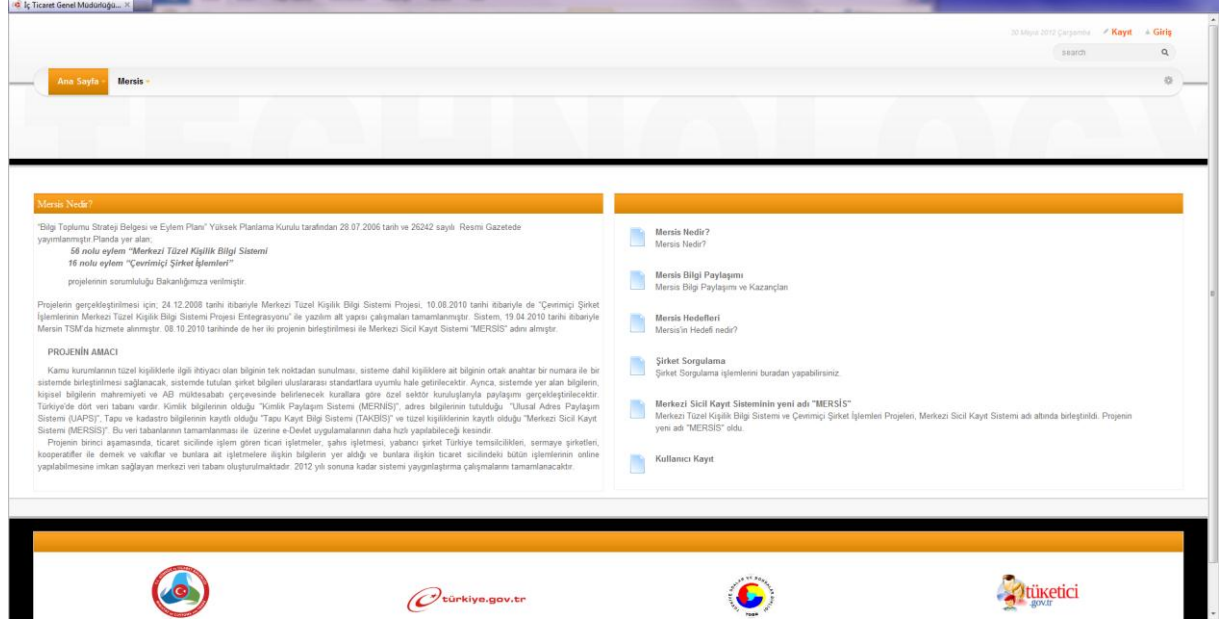 İç Ticaret Genel Müdürlüğü...
30 Mayıs 2012 Çarşamba Kayıt Giriş
search
Ana Sayfa Mersis
TECHNOLOGY
Mersis Nedir?
"Bilgi Toplumu Strateji Belgesi ve Eylem Planı" Yüksek Planlama Kurulu tarafından 28.07.2006 tarih ve 26242 sayılı Resmi Gazetede
yayımlanmıştır.Planda yer alan;
56 nolu eylem "Merkezi Tüzel Kişilik Bilgi Sistemi
16 nolu eylem "Çevrimiçi Şirket İşlemleri"
projelerinin sorumluluğu Bakanlığımıza verilmiştir.
Projelerin gerçekleştirilmesi için; 24.12.2008 tarihi itibariyle Merkezi Tüzel Kişilik Bilgi Sistemi Projesi, 10.08.2010 tarihi itibariyle de "Çevrimiçi Şirket
İşlemlerinin Merkezi Tüzel Kişilik Bilgi Sistemi Projesi Entegrasyonu" ile yazılım alt yapısı çalışmaları tamamlanmıştır. Sistem, 19.04.2010 tarihi itibariyle
Mersin TSM'da hizmete alınmıştır. 08.10.2010 tarihinde de her iki projenin birleştirilmesi ile Merkezi Sicil Kayıt Sistemi "MERSİS" adını almıştır.
PROJENİN AMACI
Kamu kurumlarının tüzel kişiliklerle ilgili ihtiyacı olan bilginin tek noktadan sunulması, sisteme dahil kişiliklere ait bilginin ortak anahtar bir numara ile bir
sistemde birleştirilmesi sağlanacak, sistemde tutulan şirket bilgileri uluslararası standartlara uyumlu hale getirilecektir. Ayrıca, sistemde yer alan bilgilerin,
kişisel bilgilerin mahremiyeti ve AB müktesabatı çerçevesinde belirlenecek kurallara göre özel sektör kuruluşlarıyla paylaşımı gerçekleştirilecektir.
Türkiye'de dört veri tabanı vardır. Kimlik bilgilerinin olduğu "Kimlik Paylaşım Sistemi (MERNİS)", adres bilgilerinin tutulduğu "Ulusal Adres Paylaşım
Sistemi (UAPS)", Tapu ve kadastro bilgilerinin kayıtlı olduğu "Tapu Kayıt Bilgi Sistemi (TAKBİS)" ve tüzel kişiliklerinin kayıtlı olduğu "Merkezi Sicil Kayıt
Sistemi (MERSİS)". Bu veri tabanlarının tamamlanması ile üzerine e-Devlet uygulamalarının daha hızlı yapılabileceği kesindir.
Projenin birinci aşamasında, ticaret sicilinde işlem gören ticari işletmeler, şahıs işletmesi, yabancı şirket Türkiye temsilcilikleri, sermaye şirketleri,
kooperatifler ile dernek ve vakıflar ve bunlara ait işletmelere ilişkin bilgilerin yer aldığı ve bunlara ilişkin ticaret sicilindeki bütün işlemlerinin online
yapılabilmesine imkan sağlayan merkezi veri tabanı oluşturulmaktadır. 2012 yılı sonuna kadar sistemi yaygınlaştırma çalışmalarını tamamlanacaktır.
Mersis Nedir?
Mersis Nedir?
Mersis Bilgi Paylaşımı
Mersis Bilgi Paylaşımı ve Kazançları
Mersis Hedefleri
Mersis'in Hedefi nedir?
Şirket Sorgulama
Şirket Sorgulama işlemlerini buradan yapabilirsiniz.
Merkezi Sicil Kayıt Sisteminin yeni adı "MERSİS"
Merkezi Tüzel Kişilik Bilgi Sistemi ve Çevrimiçi Şirket İşlemleri Projeleri, Merkezi Sicil Kayıt Sistemi adı altında birleştirildi. Projenin
yeni adı "MERSİS" oldu.
Kullanıcı Kayıt
türkiye.gov.tr
tüketici
.gov.tr